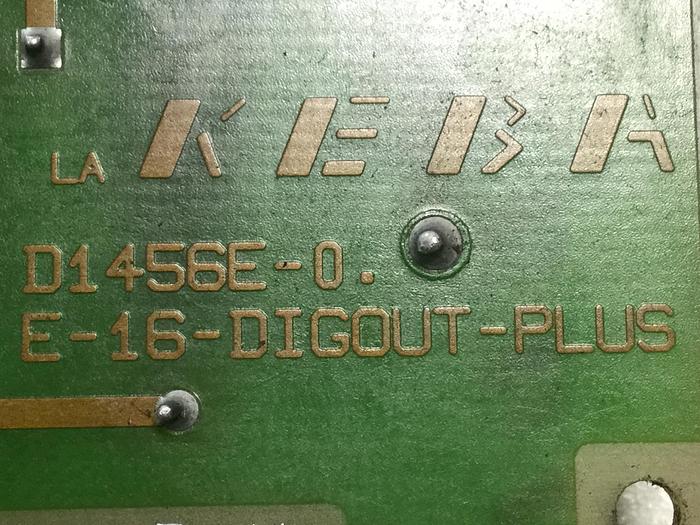 LA KEBA
D1456E-0.
E-16-DIGOUT-PLUS